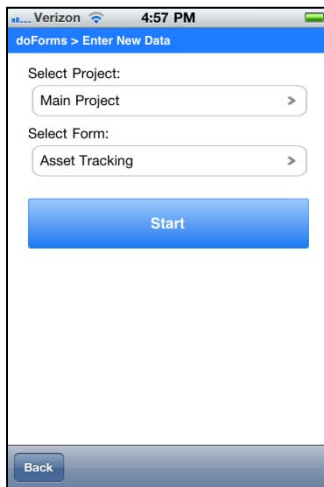 Verizon 4:57 PM
doForms > Enter New Data
Select Project:
Main Project >
Select Form:
Asset Tracking >
Start
Back